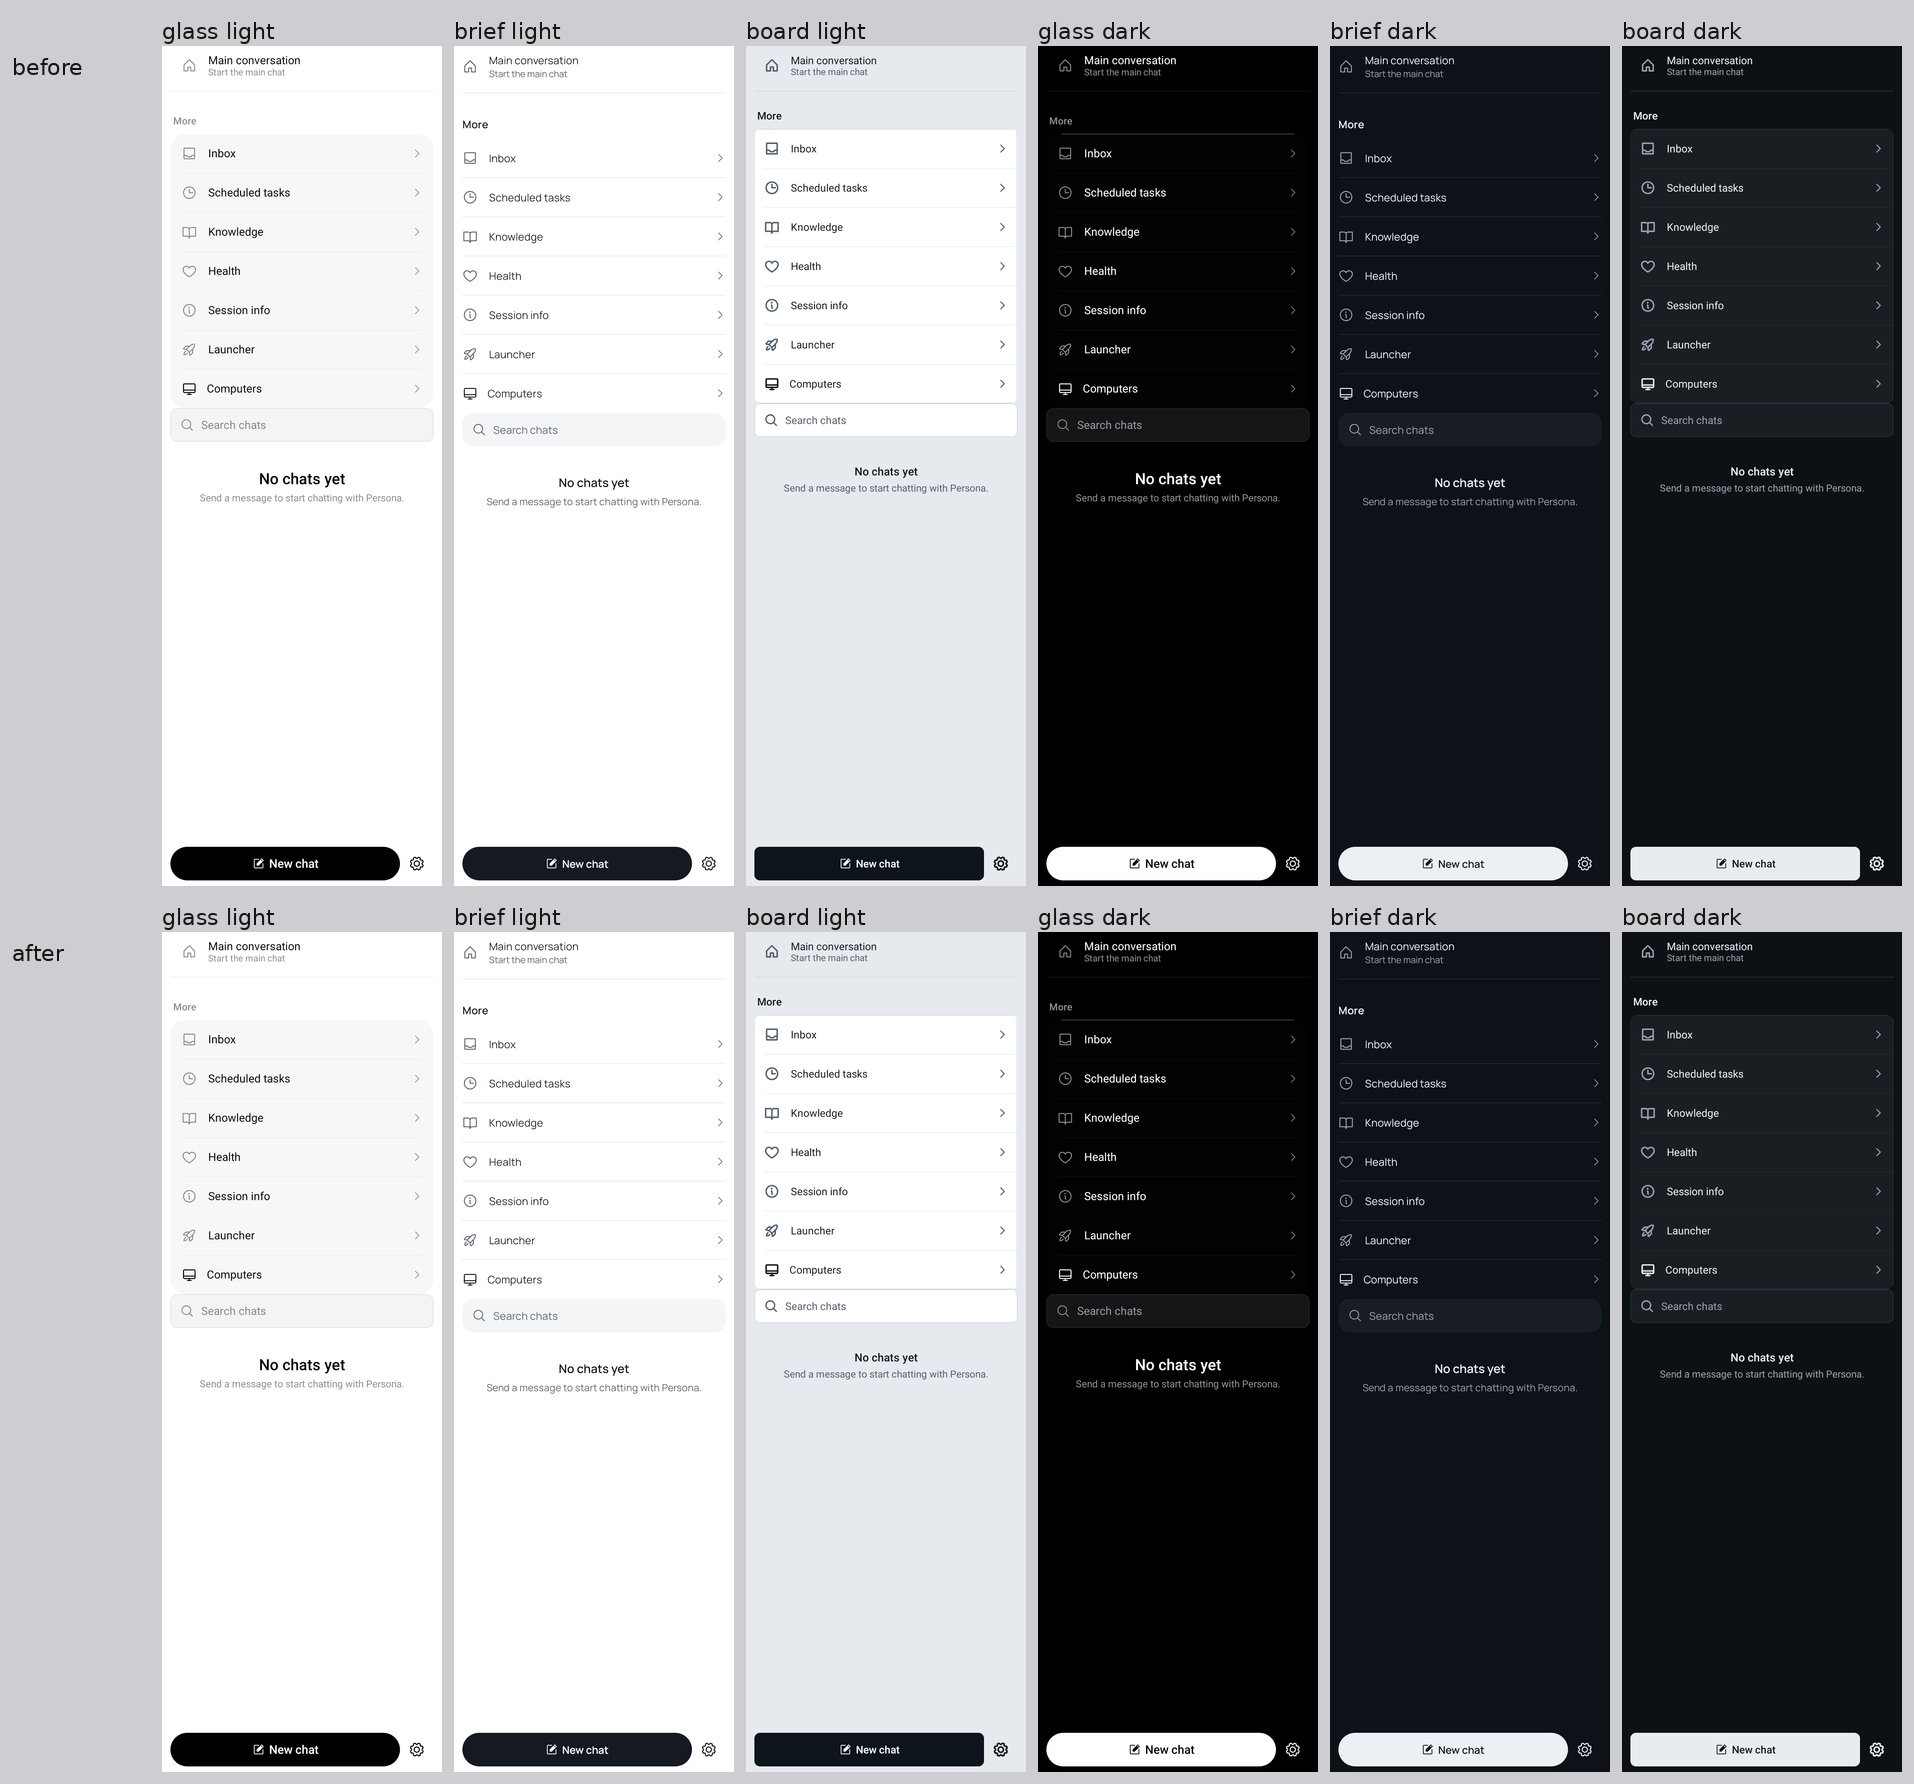 glass light
brief light
board light
glass dark
brief dark
board dark
before
Main conversation
Start the main chat
More
Inbox
Scheduled tasks
Knowledge
Health
Session info
Launcher
Computers
Search chats
No chats yet
Send a message to start chatting with Persona.
New chat
Main conversation
Start the main chat
More
Inbox
Scheduled tasks
Knowledge
Health
Session info
Launcher
Computers
Search chats
No chats yet
Send a message to start chatting with Persona.
New chat
Main conversation
Start the main chat
More
Inbox
Scheduled tasks
Knowledge
Health
Session info
Launcher
Computers
Search chats
No chats yet
Send a message to start chatting with Persona.
New chat
Main conversation
Start the main chat
More
Inbox
Scheduled tasks
Knowledge
Health
Session info
Launcher
Computers
Search chats
No chats yet
Send a message to start chatting with Persona.
New chat
Main conversation
Start the main chat
More
Inbox
Scheduled tasks
Knowledge
Health
Session info
Launcher
Computers
Search chats
No chats yet
Send a message to start chatting with Persona.
New chat
Main conversation
Start the main chat
More
Inbox
Scheduled tasks
Knowledge
Health
Session info
Launcher
Computers
Search chats
No chats yet
Send a message to start chatting with Persona.
New chat
glass light
brief light
board light
glass dark
brief dark
board dark
after
Main conversation
Start the main chat
More
Inbox
Scheduled tasks
Knowledge
Health
Session info
Launcher
Computers
Search chats
No chats yet
Send a message to start chatting with Persona.
New chat
Main conversation
Start the main chat
More
Inbox
Scheduled tasks
Knowledge
Health
Session info
Launcher
Computers
Search chats
No chats yet
Send a message to start chatting with Persona.
New chat
Main conversation
Start the main chat
More
Inbox
Scheduled tasks
Knowledge
Health
Session info
Launcher
Computers
Search chats
No chats yet
Send a message to start chatting with Persona.
New chat
Main conversation
Start the main chat
More
Inbox
Scheduled tasks
Knowledge
Health
Session info
Launcher
Computers
Search chats
No chats yet
Send a message to start chatting with Persona.
New chat
Main conversation
Start the main chat
More
Inbox
Scheduled tasks
Knowledge
Health
Session info
Launcher
Computers
Search chats
No chats yet
Send a message to start chatting with Persona.
New chat
Main conversation
Start the main chat
More
Inbox
Scheduled tasks
Knowledge
Health
Session info
Launcher
Computers
Search chats
No chats yet
Send a message to start chatting with Persona.
New chat